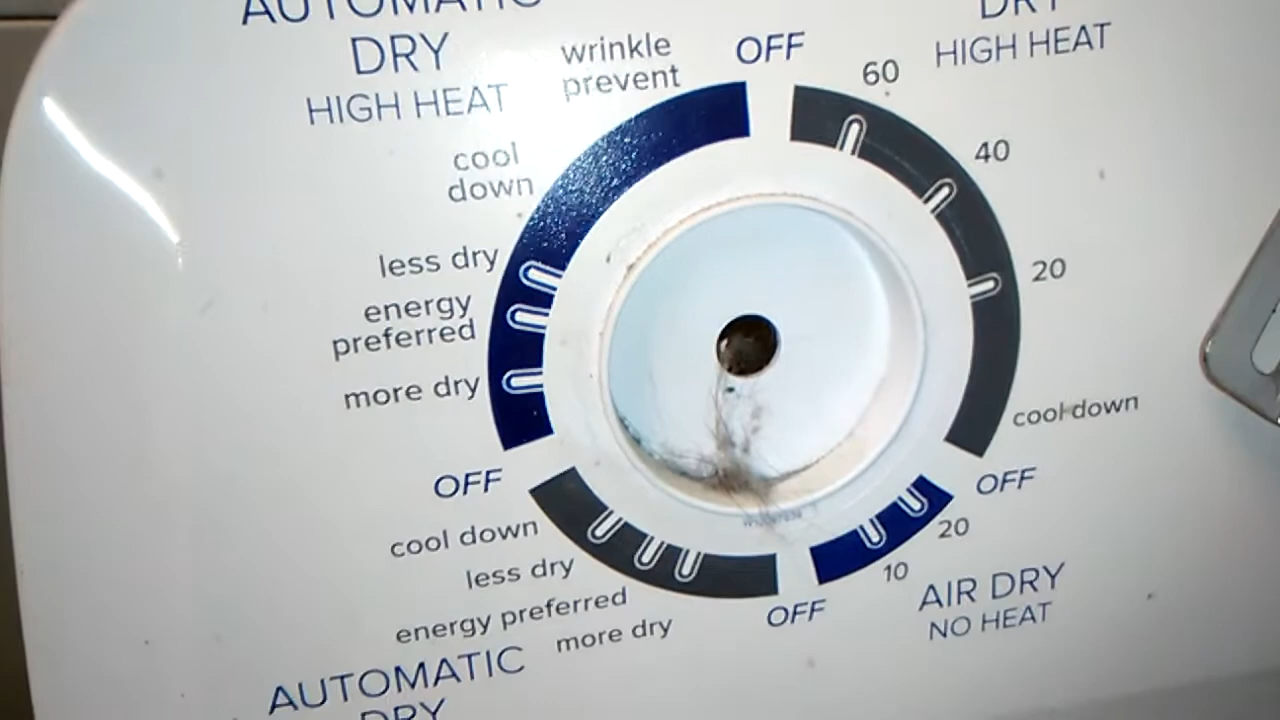 AUTOMATIC
DRY
HIGH HEAT
wrinkle
prevent
OFF
DRY
HIGH HEAT
60
40
20
cool down
OFF
cool
down
less dry
energy
preferred
more dry
OFF
cool down
less dry
energy preferred
more dry
AUTOMATIC
DRY
OFF
20
10
AIR DRY
NO HEAT